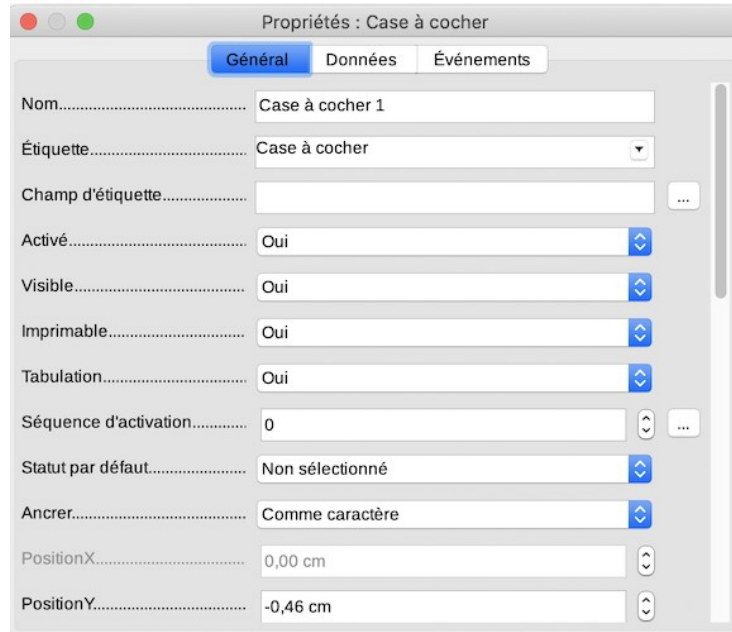 Propriétés : Case à cocher
Général Données Événements
Nom........................................... Case à cocher 1
Étiquette..................................... Case à cocher
Champ d'étiquette.................... ...
Activé.......................................... Oui
Visible......................................... Oui
Imprimable................................. Oui
Tabulation.................................. Oui
Séquence d'activation............. 0 ...
Statut par défaut....................... Non sélectionné
Ancrer......................................... Comme caractère
PositionX.................................... 0,00 cm
PositionY.................................... -0,46 cm